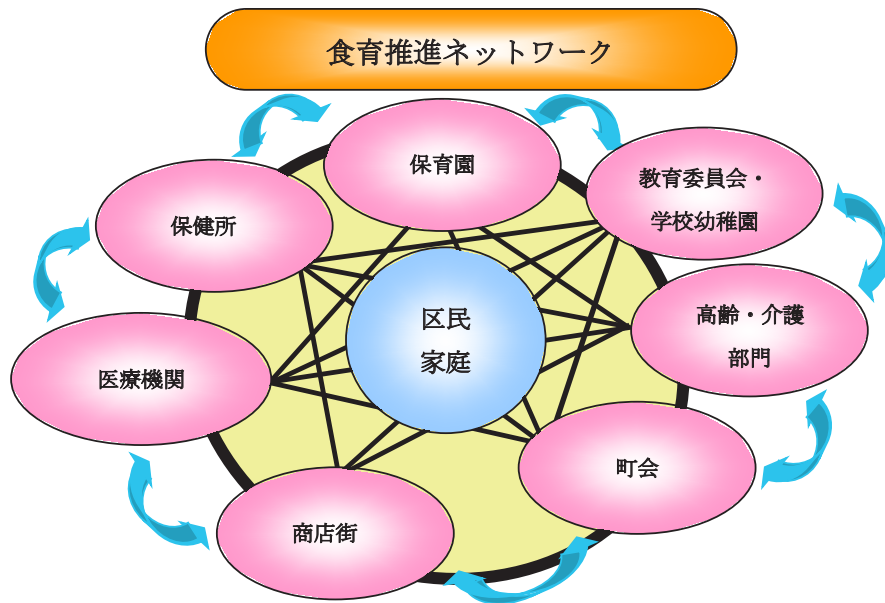 食育推進ネットワーク
保育園
教育委員会・
学校幼稚園
保健所
高齢・介護
部門
区民
家庭
医療機関
町会
商店街